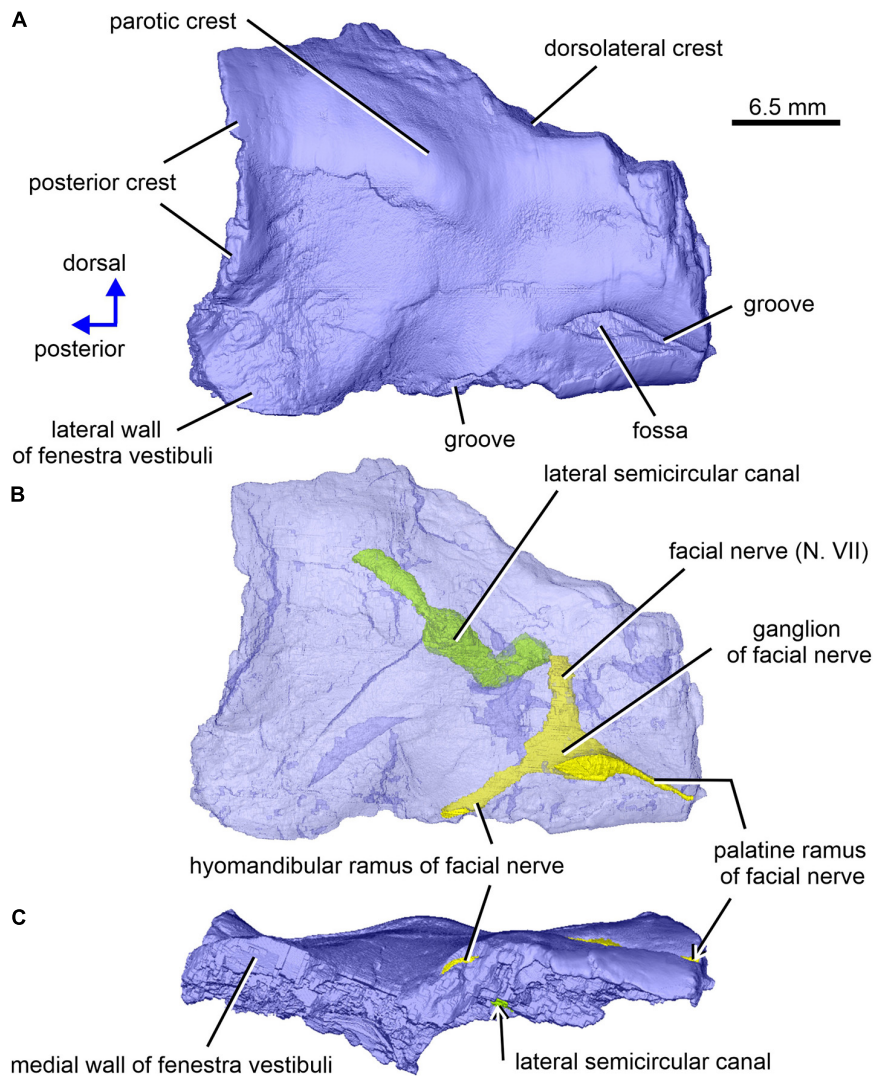 A
parotic crest
dorsolateral crest
6.5 mm
posterior crest
dorsal
posterior
groove
lateral wall
of fenestra vestibuli
groove
fossa
B
lateral semicircular canal
facial nerve (N. VII)
ganglion
of facial nerve
hyomandibular ramus of facial nerve
palatine ramus
of facial nerve
C
medial wall of fenestra vestibuli
lateral semicircular canal